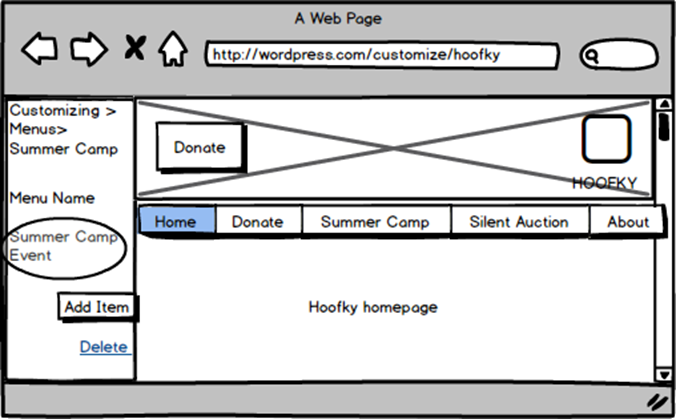 A Web Page
http://wordpress.com/customize/hoofky
Customizing >
Menus>
Summer Camp
Menu Name
Summer Camp
Event
Add Item
Delete
Donate
HOOFKY
Home Donate Summer Camp Silent Auction About
Hoofky homepage